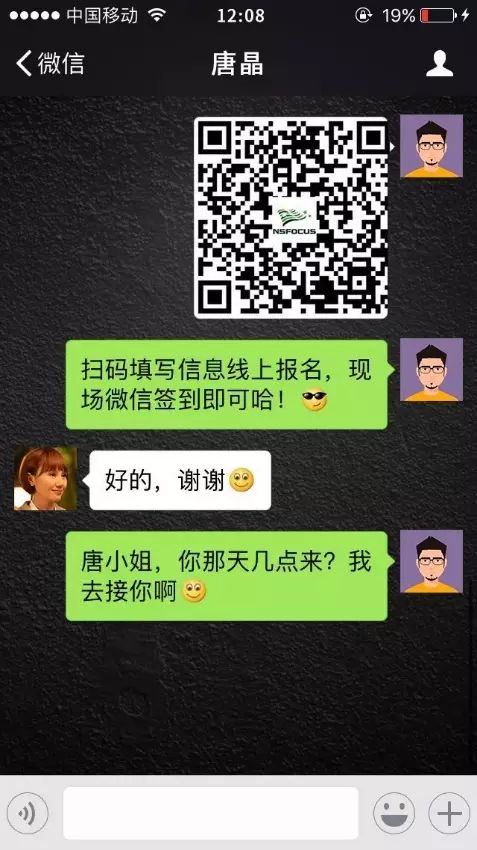 中国移动
12:08
19%
微信
唐晶
NSFOCUS
扫码填写信息线上报名，现
场微信签到即可哈！
好的，谢谢
唐小姐，你那天几点来？我
去接你啊